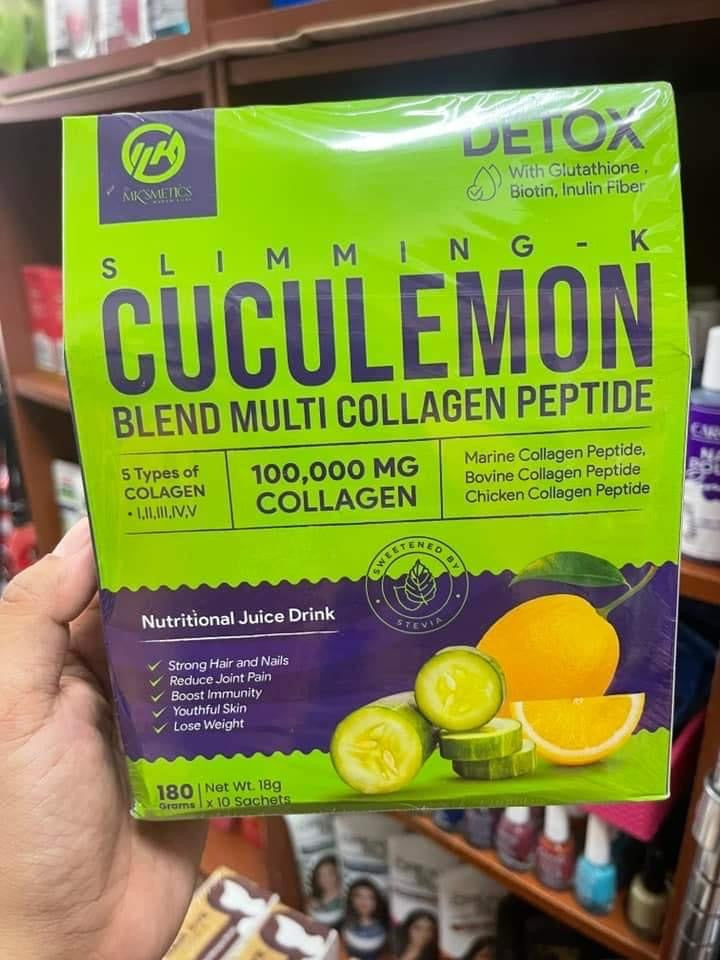 MK'SMETICS
DETOX
With Glutathione,
Biotin, Inulin Fiber
SLIMMING-K
CUCULEMON
BLEND MULTI COLLAGEN PEPTIDE
5 Types of
COLAGEN
• I,II,III,IV,V
100,000 MG
COLLAGEN
Marine Collagen Peptide,
Bovine Collagen Peptide
Chicken Collagen Peptide
SWEETENED BY
STEVIA
Nutritional Juice Drink
✓ Strong Hair and Nails
✓ Reduce Joint Pain
✓ Boost Immunity
✓ Youthful Skin
✓ Lose Weight
180
Grams
Net Wt. 18g
x 10 Sachets